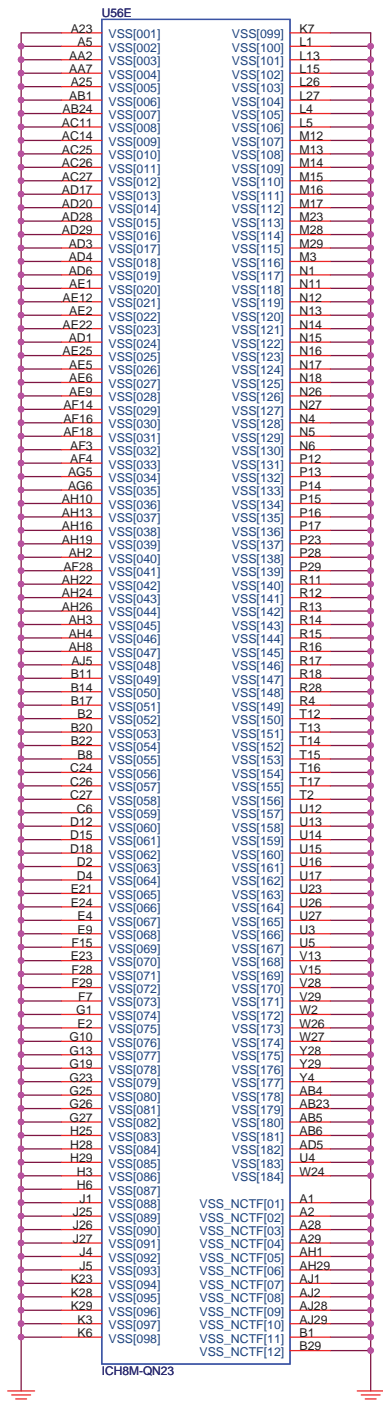 U56E
A23 VSS[001] VSS[099] K7
A5 VSS[002] VSS[100] L1
AA2 VSS[003] VSS[101] L13
AA7 VSS[004] VSS[102] L15
A25 VSS[005] VSS[103] L26
AB1 VSS[006] VSS[104] L27
AB24 VSS[007] VSS[105] L4
AC11 VSS[008] VSS[106] L5
AC14 VSS[009] VSS[107] M12
AC25 VSS[010] VSS[108] M13
AC26 VSS[011] VSS[109] M14
AC27 VSS[012] VSS[110] M15
AD17 VSS[013] VSS[111] M16
AD20 VSS[014] VSS[112] M17
AD28 VSS[015] VSS[113] M23
AD29 VSS[016] VSS[114] M28
AD3 VSS[017] VSS[115] M29
AD4 VSS[018] VSS[116] M3
AD6 VSS[019] VSS[117] N1
AE1 VSS[020] VSS[118] N11
AE12 VSS[021] VSS[119] N12
AE2 VSS[022] VSS[120] N13
AE22 VSS[023] VSS[121] N14
AD1 VSS[024] VSS[122] N15
AE25 VSS[025] VSS[123] N16
AE5 VSS[026] VSS[124] N17
AE6 VSS[027] VSS[125] N18
AE9 VSS[028] VSS[126] N26
AF14 VSS[029] VSS[127] N27
AF16 VSS[030] VSS[128] N4
AF18 VSS[031] VSS[129] N5
AF3 VSS[032] VSS[130] N6
AF4 VSS[033] VSS[131] P12
AG5 VSS[034] VSS[132] P13
AG6 VSS[035] VSS[133] P14
AH10 VSS[036] VSS[134] P15
AH13 VSS[037] VSS[135] P16
AH16 VSS[038] VSS[136] P17
AH19 VSS[039] VSS[137] P23
AH2 VSS[040] VSS[138] P28
AF28 VSS[041] VSS[139] P29
AH22 VSS[042] VSS[140] R11
AH24 VSS[043] VSS[141] R12
AH26 VSS[044] VSS[142] R13
AH3 VSS[045] VSS[143] R14
AH4 VSS[046] VSS[144] R15
AH8 VSS[047] VSS[145] R16
AJ5 VSS[048] VSS[146] R17
B11 VSS[049] VSS[147] R18
B14 VSS[050] VSS[148] R28
B17 VSS[051] VSS[149] R4
B2 VSS[052] VSS[150] T12
B20 VSS[053] VSS[151] T13
B22 VSS[054] VSS[152] T14
B8 VSS[055] VSS[153] T15
C24 VSS[056] VSS[154] T16
C26 VSS[057] VSS[155] T17
C27 VSS[058] VSS[156] T2
C6 VSS[059] VSS[157] U12
D12 VSS[060] VSS[158] U13
D15 VSS[061] VSS[159] U14
D18 VSS[062] VSS[160] U15
D2 VSS[063] VSS[161] U16
D4 VSS[064] VSS[162] U17
E21 VSS[065] VSS[163] U23
E24 VSS[066] VSS[164] U26
E4 VSS[067] VSS[165] U27
E9 VSS[068] VSS[166] U3
F15 VSS[069] VSS[167] U5
E23 VSS[070] VSS[168] V13
F28 VSS[071] VSS[169] V15
F29 VSS[072] VSS[170] V28
F7 VSS[073] VSS[171] V29
G1 VSS[074] VSS[172] W2
E2 VSS[075] VSS[173] W26
G10 VSS[076] VSS[174] W27
G13 VSS[077] VSS[175] Y28
G19 VSS[078] VSS[176] Y29
G23 VSS[079] VSS[177] Y4
G25 VSS[080] VSS[178] AB4
G26 VSS[081] VSS[179] AB23
G27 VSS[082] VSS[180] AB5
H25 VSS[083] VSS[181] AB6
H28 VSS[084] VSS[182] AD5
H29 VSS[085] VSS[183] U4
H3 VSS[086] VSS[184] W24
H6 VSS[087]
J1 VSS[088] VSS_NCTF[01] A1
J25 VSS[089] VSS_NCTF[02] A2
J26 VSS[090] VSS_NCTF[03] A28
J27 VSS[091] VSS_NCTF[04] A29
J4 VSS[092] VSS_NCTF[05] AH1
J5 VSS[093] VSS_NCTF[06] AH29
K23 VSS[094] VSS_NCTF[07] AJ1
K28 VSS[095] VSS_NCTF[08] AJ2
K29 VSS[096] VSS_NCTF[09] AJ28
K3 VSS[097] VSS_NCTF[10] AJ29
K6 VSS[098] VSS_NCTF[11] B1
VSS_NCTF[12] B29
ICH8M-QN23